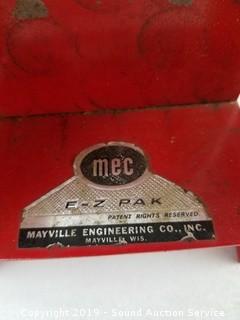 mec
E-Z PAK
PATENT RIGHTS RESERVED
MAYVILLE ENGINEERING CO., INC.
MAYVILLE, WIS.
Copyright 2019 - Sound Auction Service